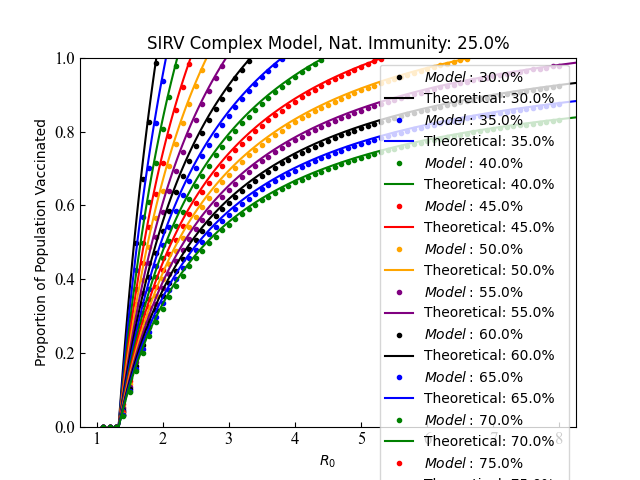 SIRV Complex Model, Nat. Immunity: 25.0%
Proportion of Population Vaccinated
1.0
0.8
0.6
0.4
0.2
0.0
Model : 30.0%
Theoretical: 30.0%
Model : 35.0%
Theoretical: 35.0%
Model : 40.0%
Theoretical: 40.0%
Model : 45.0%
Theoretical: 45.0%
Model : 50.0%
Theoretical: 50.0%
Model : 55.0%
Theoretical: 55.0%
Model : 60.0%
Theoretical: 60.0%
Model : 65.0%
Theoretical: 65.0%
Model : 70.0%
Theoretical: 70.0%
Model : 75.0%
1 2 3 4 5 8
R0